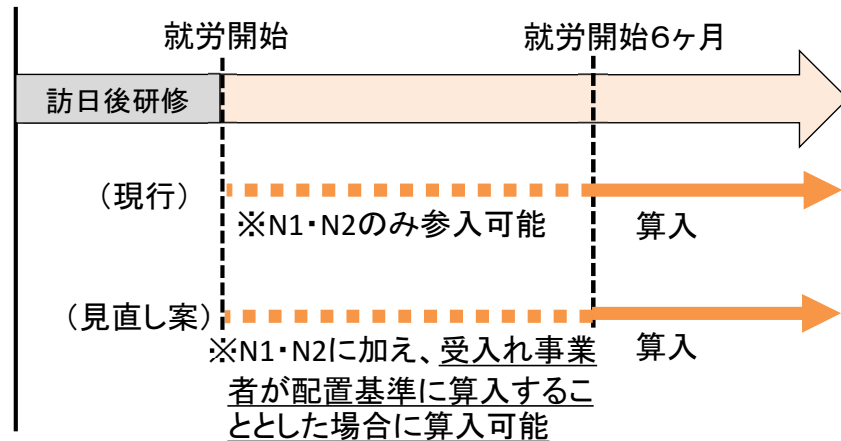 就労開始
就労開始６ヶ月
訪日後研修
（現行）
※N1・N2のみ参入可能
算入
（見直し案）
※N1・N2に加え、受入れ事業
者が配置基準に算入するこ
ととした場合に算入可能
算入